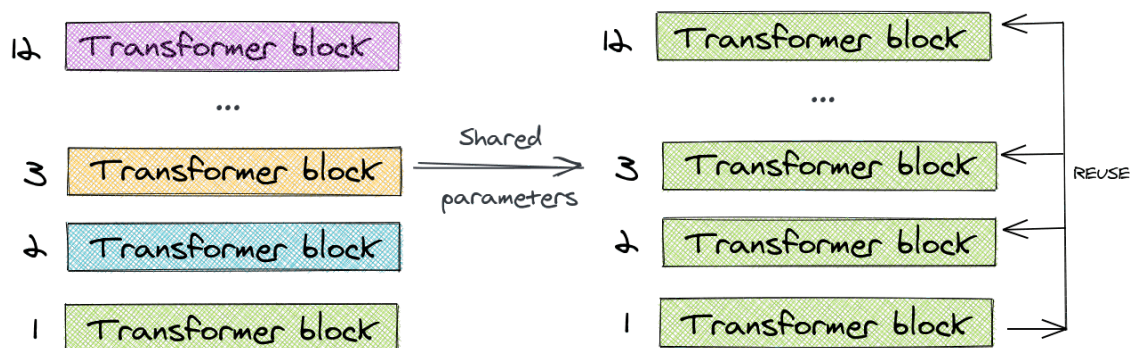 12 Transformer block
...
3 Transformer block
2 Transformer block
1 Transformer block
Shared
parameters
12 Transformer block
...
3 Transformer block
2 Transformer block
1 Transformer block
REUSE